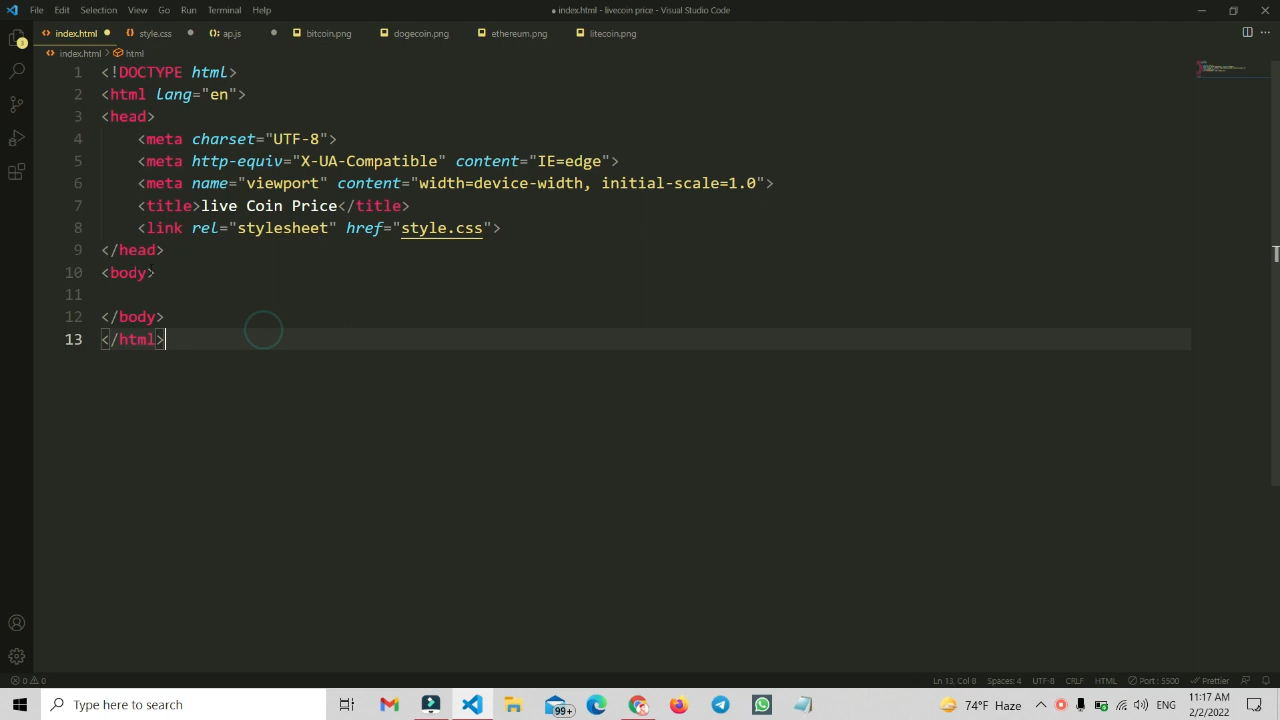 File Edit Selection View Go Run Terminal Help
● index.html - livecoin price - Visual Studio Code
index.html style.css ap.js bitcoin.png dogecoin.png ethereum.png litecoin.png
index.html > html
3
1 <!DOCTYPE html>
2 <html lang="en">
3 <head>
4 <meta charset="UTF-8">
5 <meta http-equiv="X-UA-Compatible" content="IE=edge">
6 <meta name="viewport" content="width=device-width, initial-scale=1.0">
7 <title>live Coin Price</title>
8 <link rel="stylesheet" href="style.css">
9 </head>
10 <body>
11
12 </body>
13 </html>
0 0 Ln 13, Col 8 Spaces: 4 UTF-8 CRLF HTML Port : 5500 Prettier
Type here to search
99+
74°F Haze
ENG
11:17 AM
2/2/2022